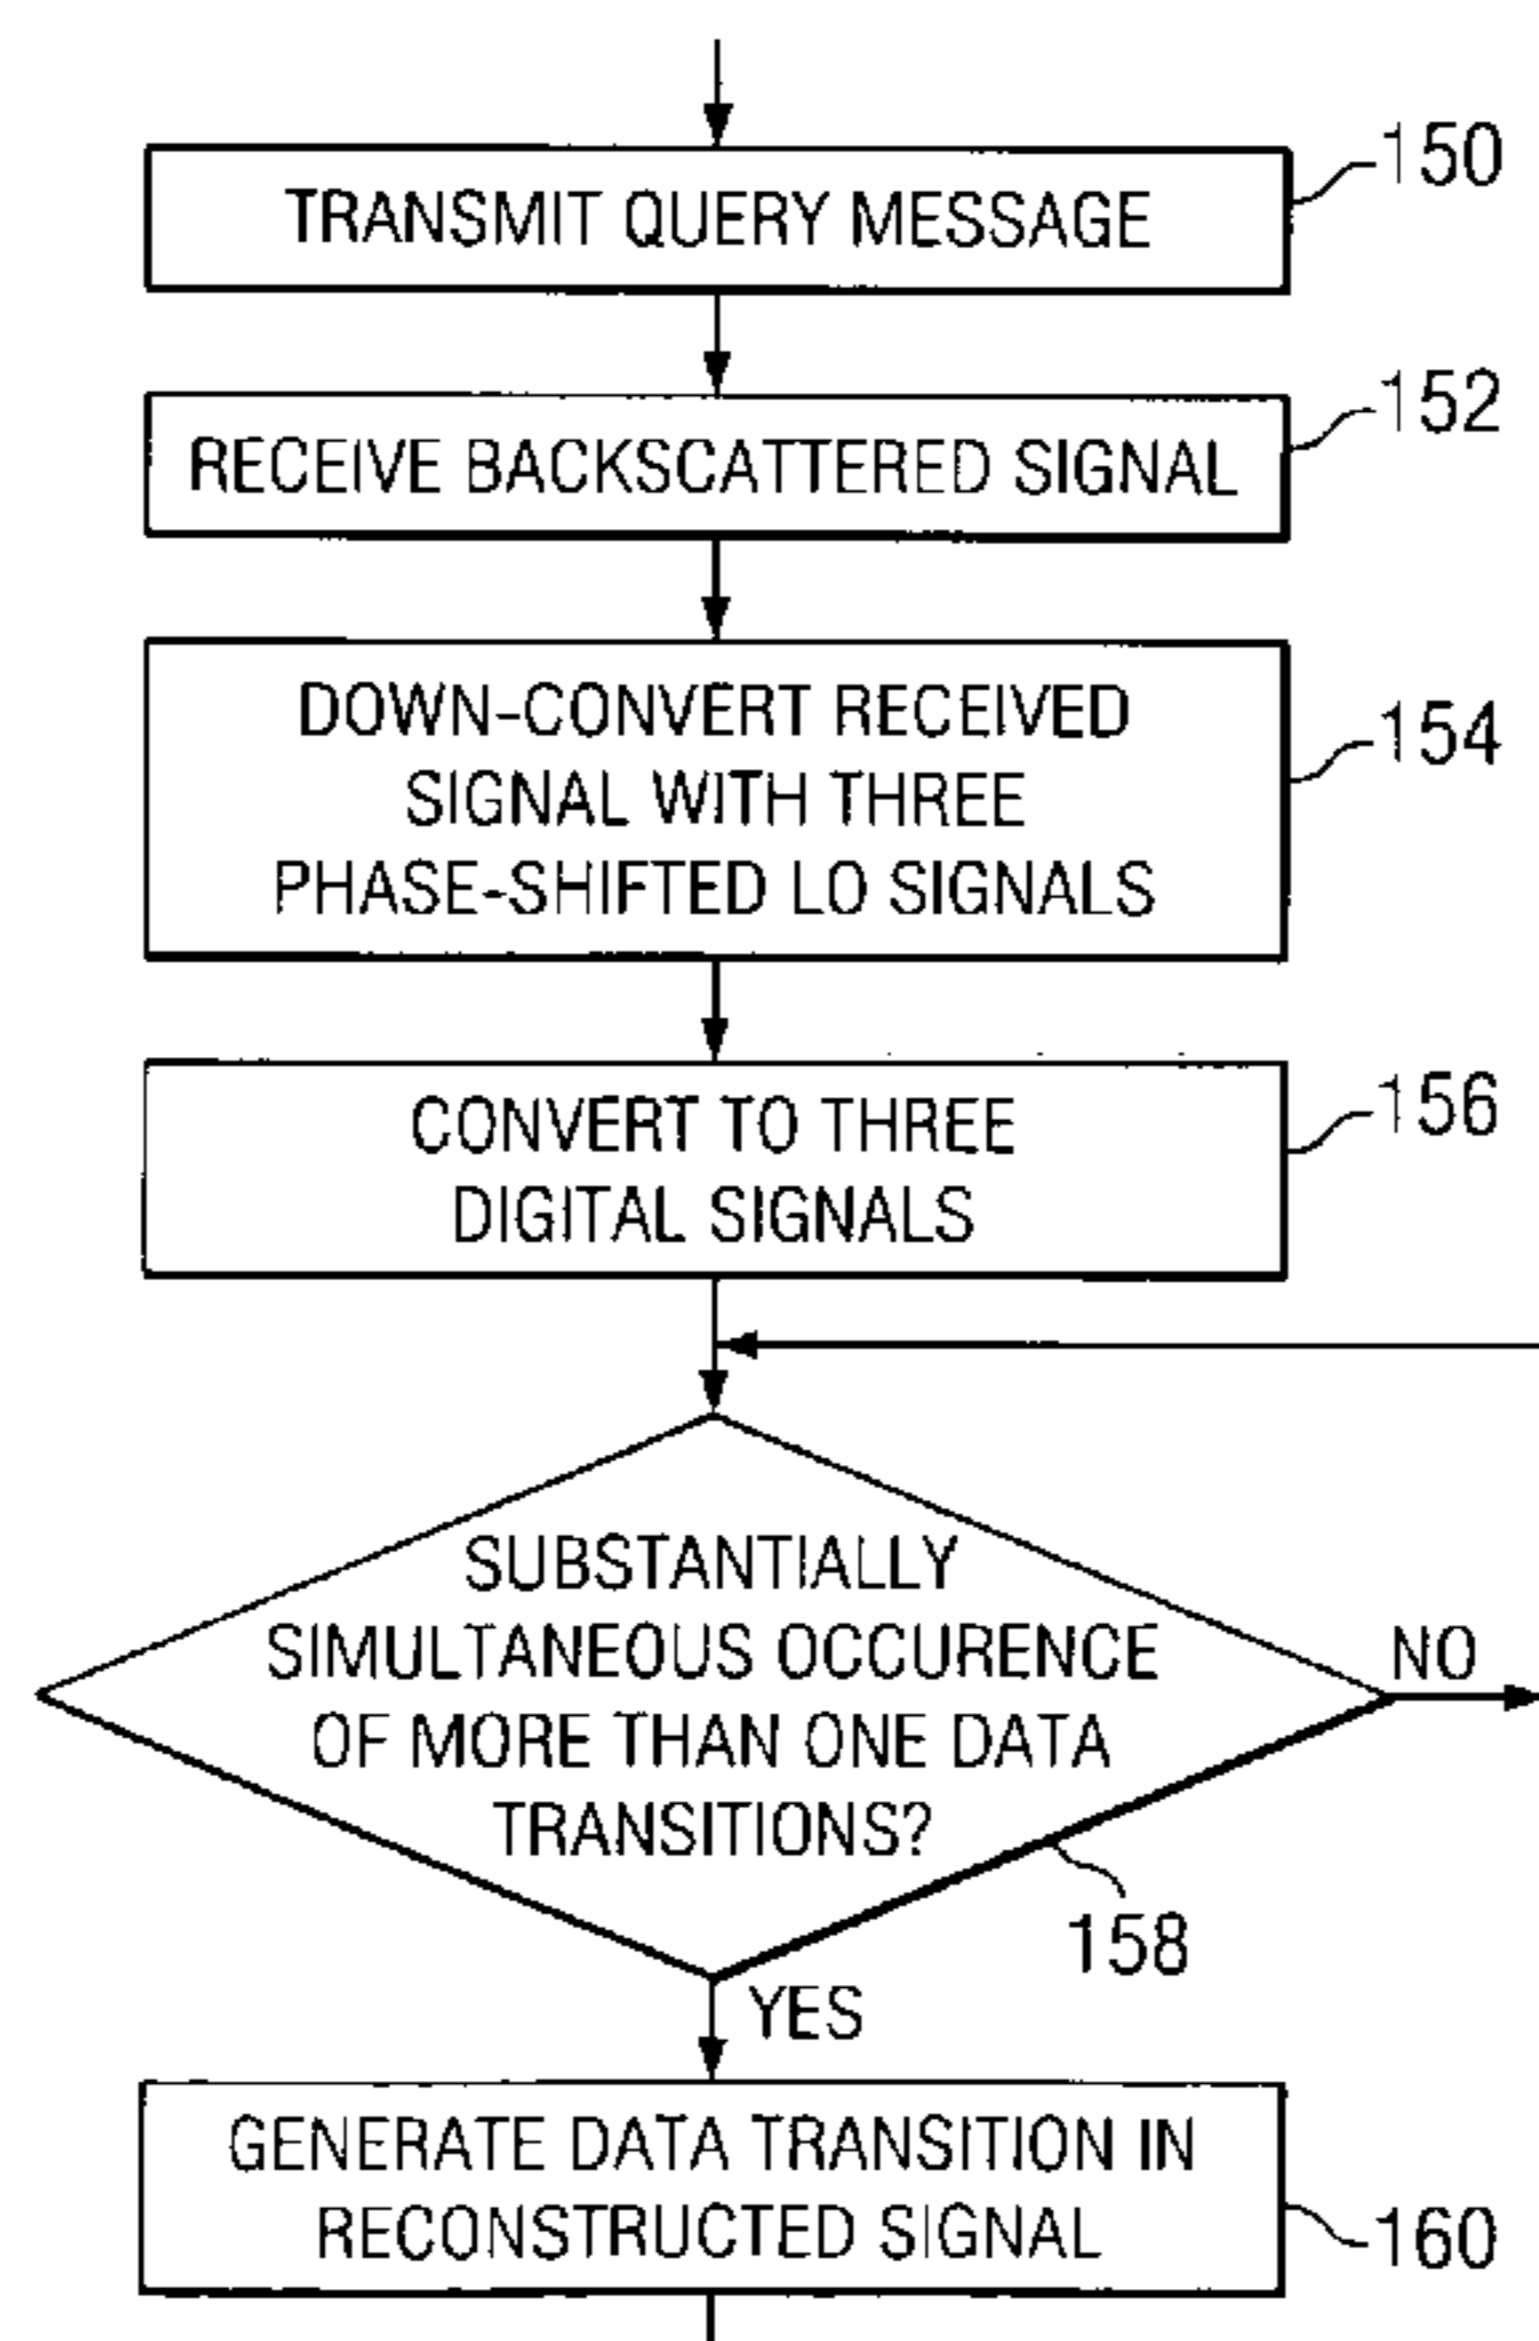 TRANSMIT QUERY MESSAGE
150
RECEIVE BACKSCATTERED SIGNAL
152
DOWN-CONVERT RECEIVED
SIGNAL WITH THREE
PHASE-SHIFTED LO SIGNALS
154
CONVERT TO THREE
DIGITAL SIGNALS
156
SUBSTANTIALLY
SIMULTANEOUS OCCURENCE
OF MORE THAN ONE DATA
TRANSITIONS?
NO
158
YES
GENERATE DATA TRANSITION IN
RECONSTRUCTED SIGNAL
160